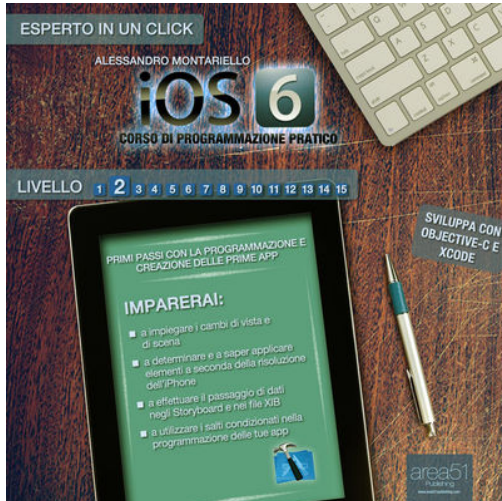 ESPERTO IN UN CLICK
ALESSANDRO MONTARIELLO
iOS 6
CORSO DI PROGRAMMAZIONE PRATICO
LIVELLO 1 2 3 4 5 6 7 8 9 10 11 12 13 14 15
SVILUPPA CON
OBJECTIVE-C E
XCODE
PRIMI PASSI CON LA PROGRAMMAZIONE E
CREAZIONE DELLE PRIME APP
IMPARERAI:
a impiegare i cambi di vista e
di scena
a determinare e a saper applicare
elementi a seconda della risoluzione
dell'iPhone
a effettuare il passaggio di dati
negli Storyboard e nei file XIB
a utilizzare i salti condizionati nella
programmazione delle tue app
area51
Publishing